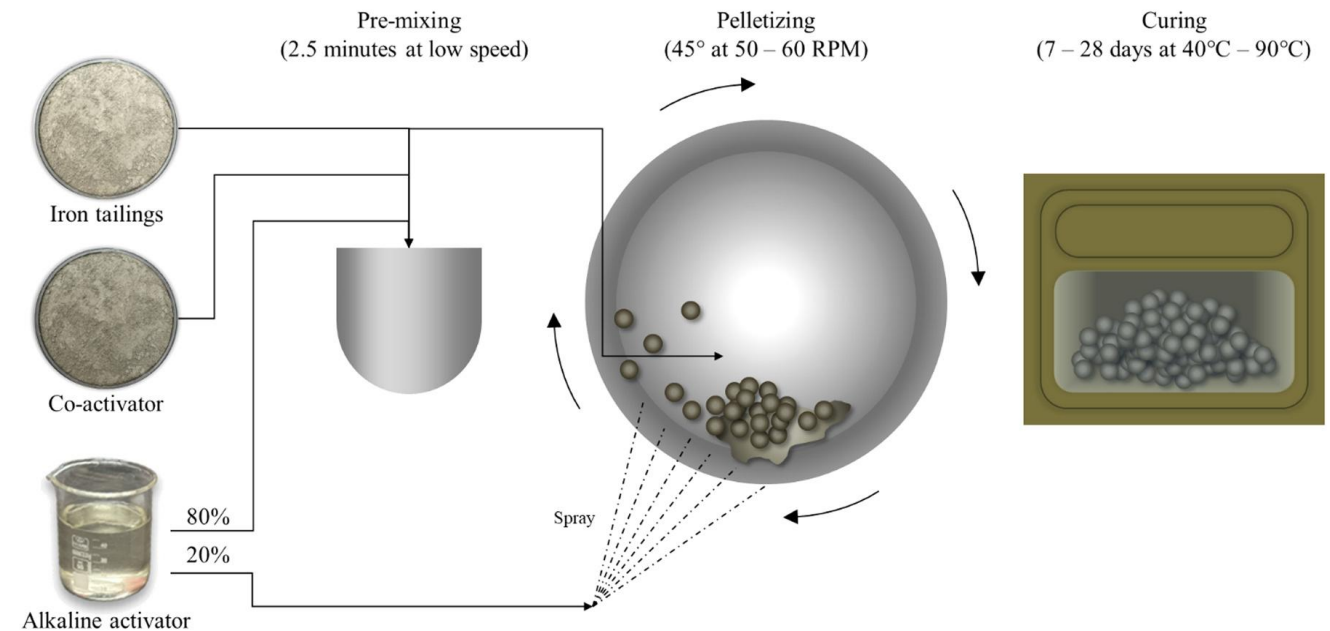 Pre-mixing
(2.5 minutes at low speed)
Pelletizing
(45° at 50 – 60 RPM)
Curing
(7 – 28 days at 40°C – 90°C)
Iron tailings
Co-activator
80%
20%
Spray
Alkaline activator